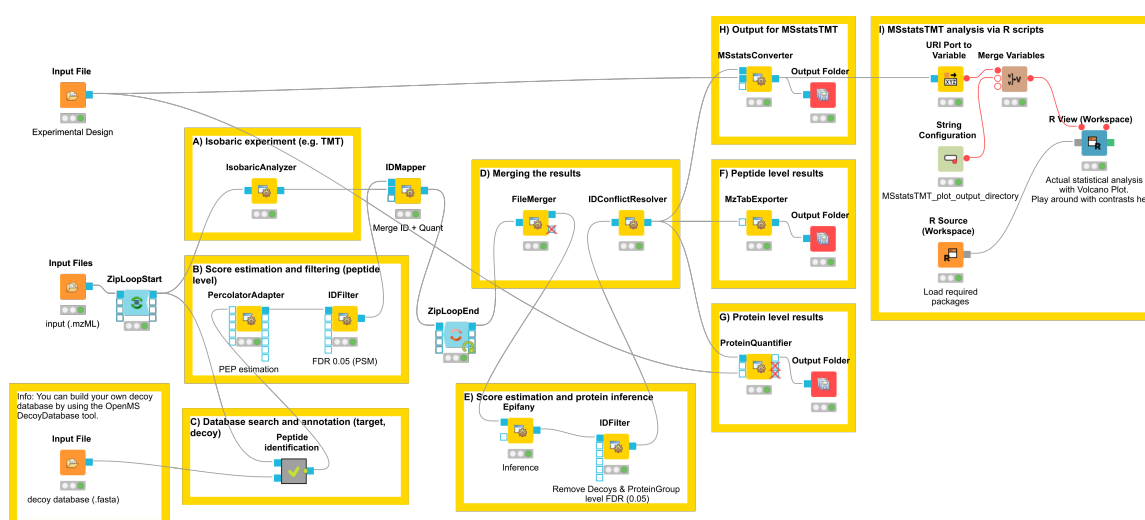 H) Output for MSstatsTMT
MSstatsConverter
Output Folder
I) MSstatsTMT analysis via R scripts
URI Port to
Variable
Merge Variables
String
Configuration
MSstatsTMT_plot_output_directory
R View (Workspace)
Actual statistical analysis
with Volcano Plot.
Play around with contrasts he
R Source
(Workspace)
Load required
packages
Input File
Experimental Design
A) Isobaric experiment (e.g. TMT)
IsobaricAnalyzer
IDMapper
Merge ID + Quant
D) Merging the results
FileMerger
IDConflictResolver
F) Peptide level results
MzTabExporter
Output Folder
Input Files
input (.mzML)
ZipLoopStart
B) Score estimation and filtering (peptide
level)
PercolatorAdapter
PEP estimation
IDFilter
FDR 0.05 (PSM)
ZipLoopEnd
G) Protein level results
ProteinQuantifier
Output Folder
Info: You can build your own decoy
database by using the OpenMS
DecoyDatabase tool.
Input File
decoy database (.fasta)
C) Database search and annotation (target,
decoy)
Peptide
identification
E) Score estimation and protein inference
Epifany
Inference
IDFilter
Remove Decoys & ProteinGroup
level FDR (0.05)